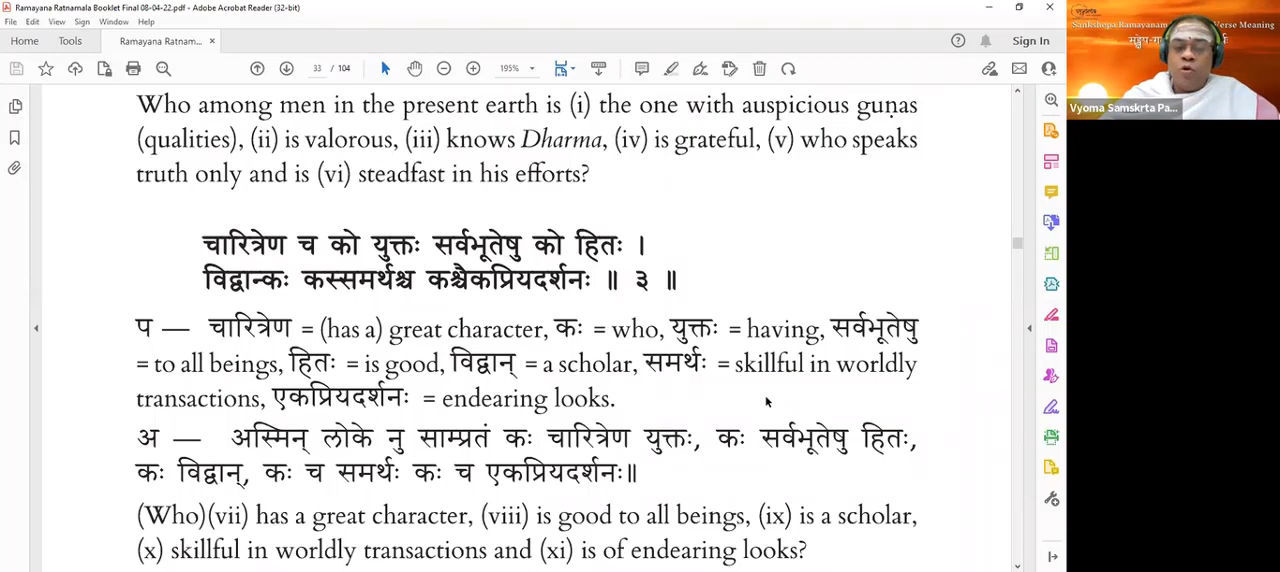 Ramayana Ratnamala Booklet Final 08-04-22.pdf - Adobe Acrobat Reader (32-bit)
File Edit View Sign Window Help
Home Tools Ramayana Ratnam... × Sign In
33 / 104 195%
Who among men in the present earth is (i) the one with auspicious guṇas
(qualities), (ii) is valorous, (iii) knows Dharma, (iv) is grateful, (v) who speaks
truth only and is (vi) steadfast in his efforts?
चारित्रेण च को युक्तः सर्वभूतेषु को हितः ।
विद्वान्कः कस्समर्थश्च कश्चैकप्रियदर्शनः ॥ ३ ॥
प — चारित्रेण = (has a) great character, कः = who, युक्तः = having, सर्वभूतेषु
= to all beings, हितः = is good, विद्वान् = a scholar, समर्थः = skillful in worldly
transactions, एकप्रियदर्शनः = endearing looks.
अ — अस्मिन् लोके नु साम्प्रतं कः चारित्रेण युक्तः, कः सर्वभूतेषु हितः,
कः विद्वान्, कः च समर्थः कः च एकप्रियदर्शनः॥
(Who)(vii) has a great character, (viii) is good to all beings, (ix) is a scholar,
(x) skillful in worldly transactions and (xi) is of endearing looks?
vyoma
Sankshepa Ramayanam Verse Meaning
Vyoma Samskrta Pa...